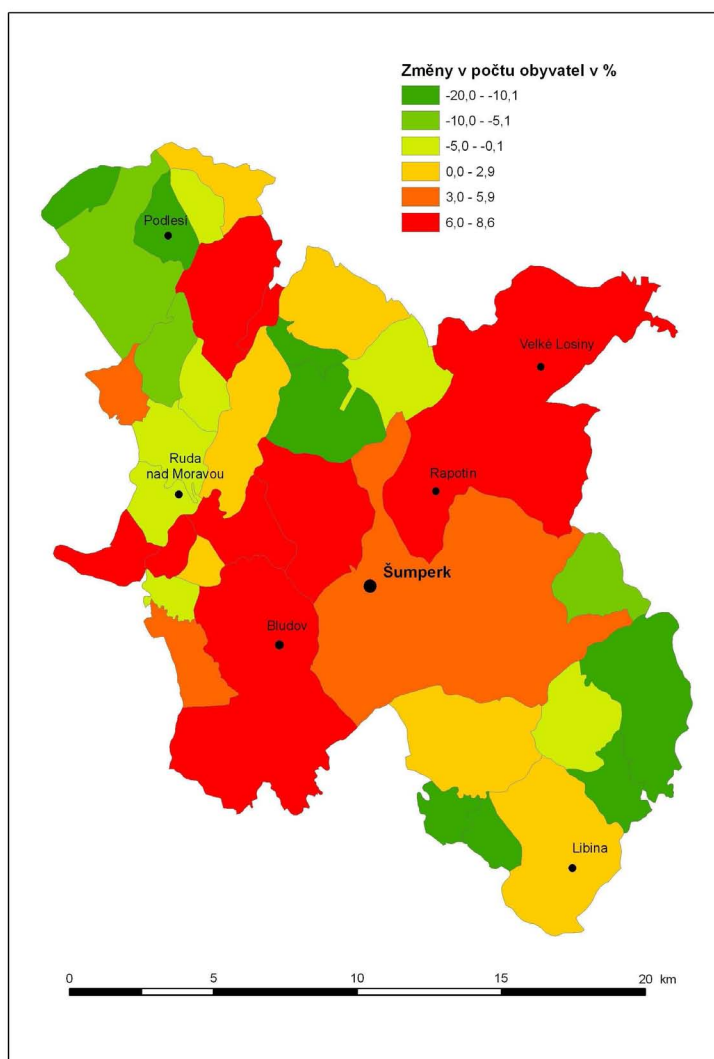 Změny v počtu obyvatel v %
-20,0 - -10,1
-10,0 - -5,1
-5,0 - -0,1
0,0 - 2,9
3,0 - 5,9
6,0 - 8,6
Podlesí
Velké Losiny
Ruda
nad Moravou
Rapotín
Šumperk
Bludov
Libina
0 5 10 15 20 km